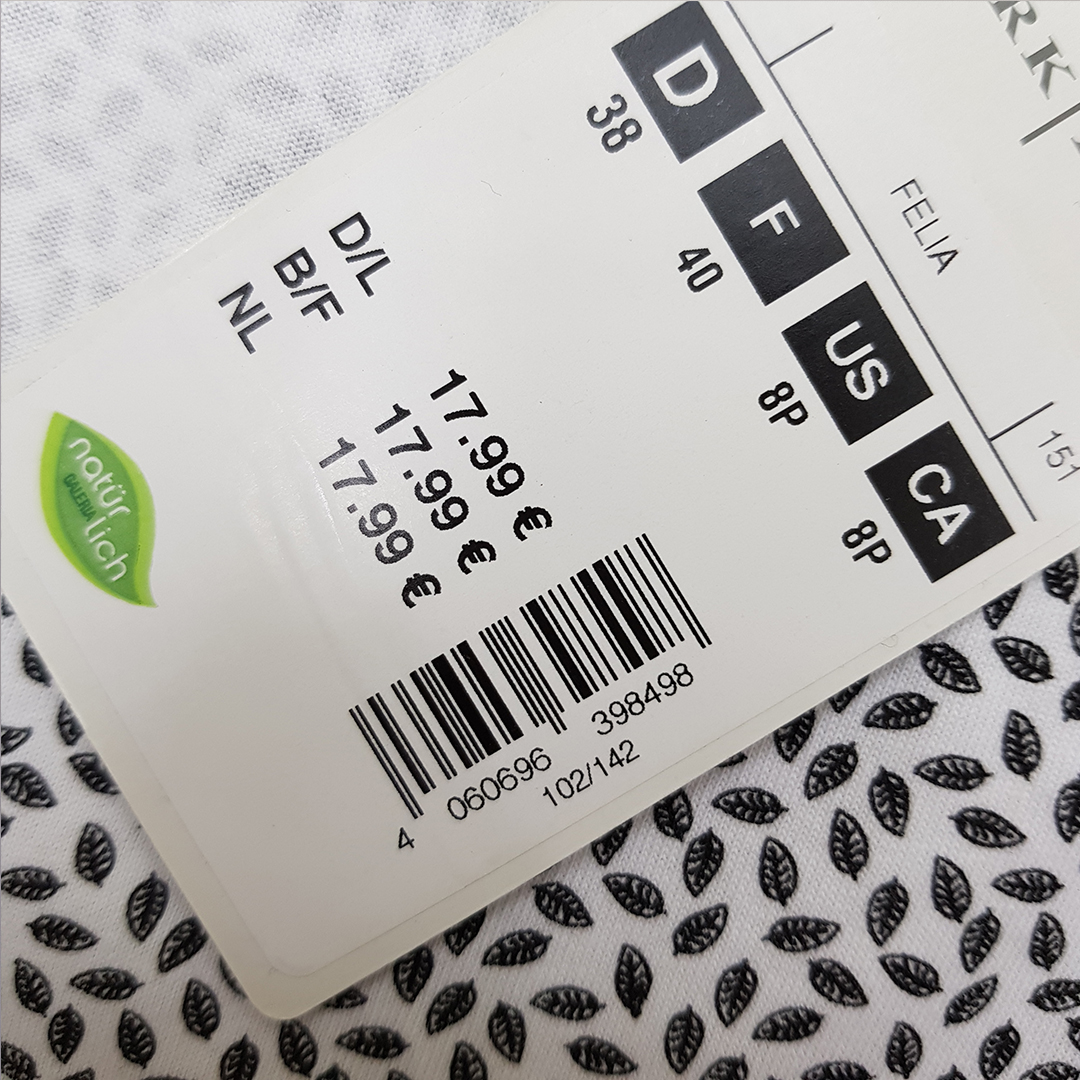 RK
FELIA
151
D F US CA
38 40 8P 8P
D/L 17.99 €
B/F 17.99 €
NL 17.99 €
natür
GALERIA
lich
4 060696 398498
102/142